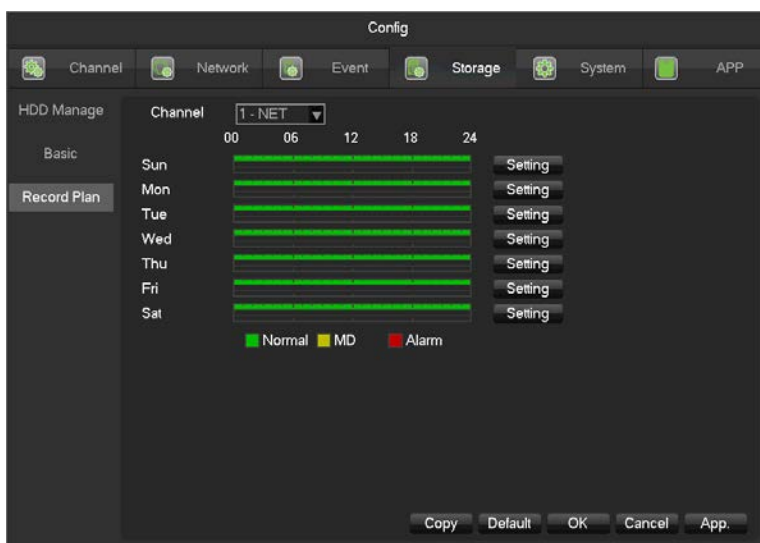 Config
Channel Network Event Storage System APP
HDD Manage
Basic
Record Plan
Channel 1 - NET
00 06 12 18 24
Sun Setting
Mon Setting
Tue Setting
Wed Setting
Thu Setting
Fri Setting
Sat Setting
Normal MD Alarm
Copy Default OK Cancel App.